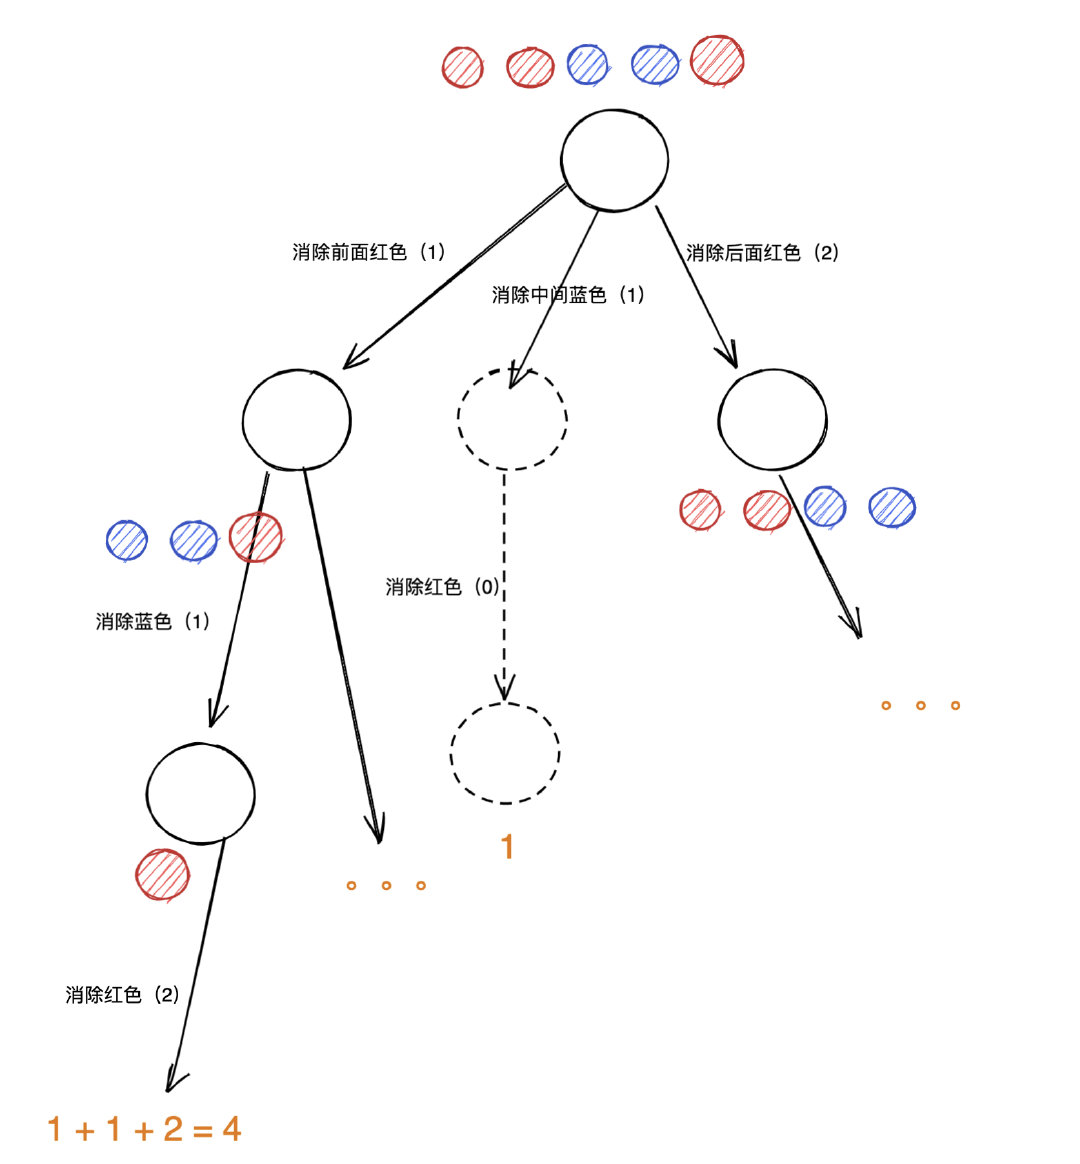 消除前面红色（1）
消除后面红色（2）
消除中间蓝色（1）
消除红色（0）
消除蓝色（1）
1
消除红色（2）
1 + 1 + 2 = 4